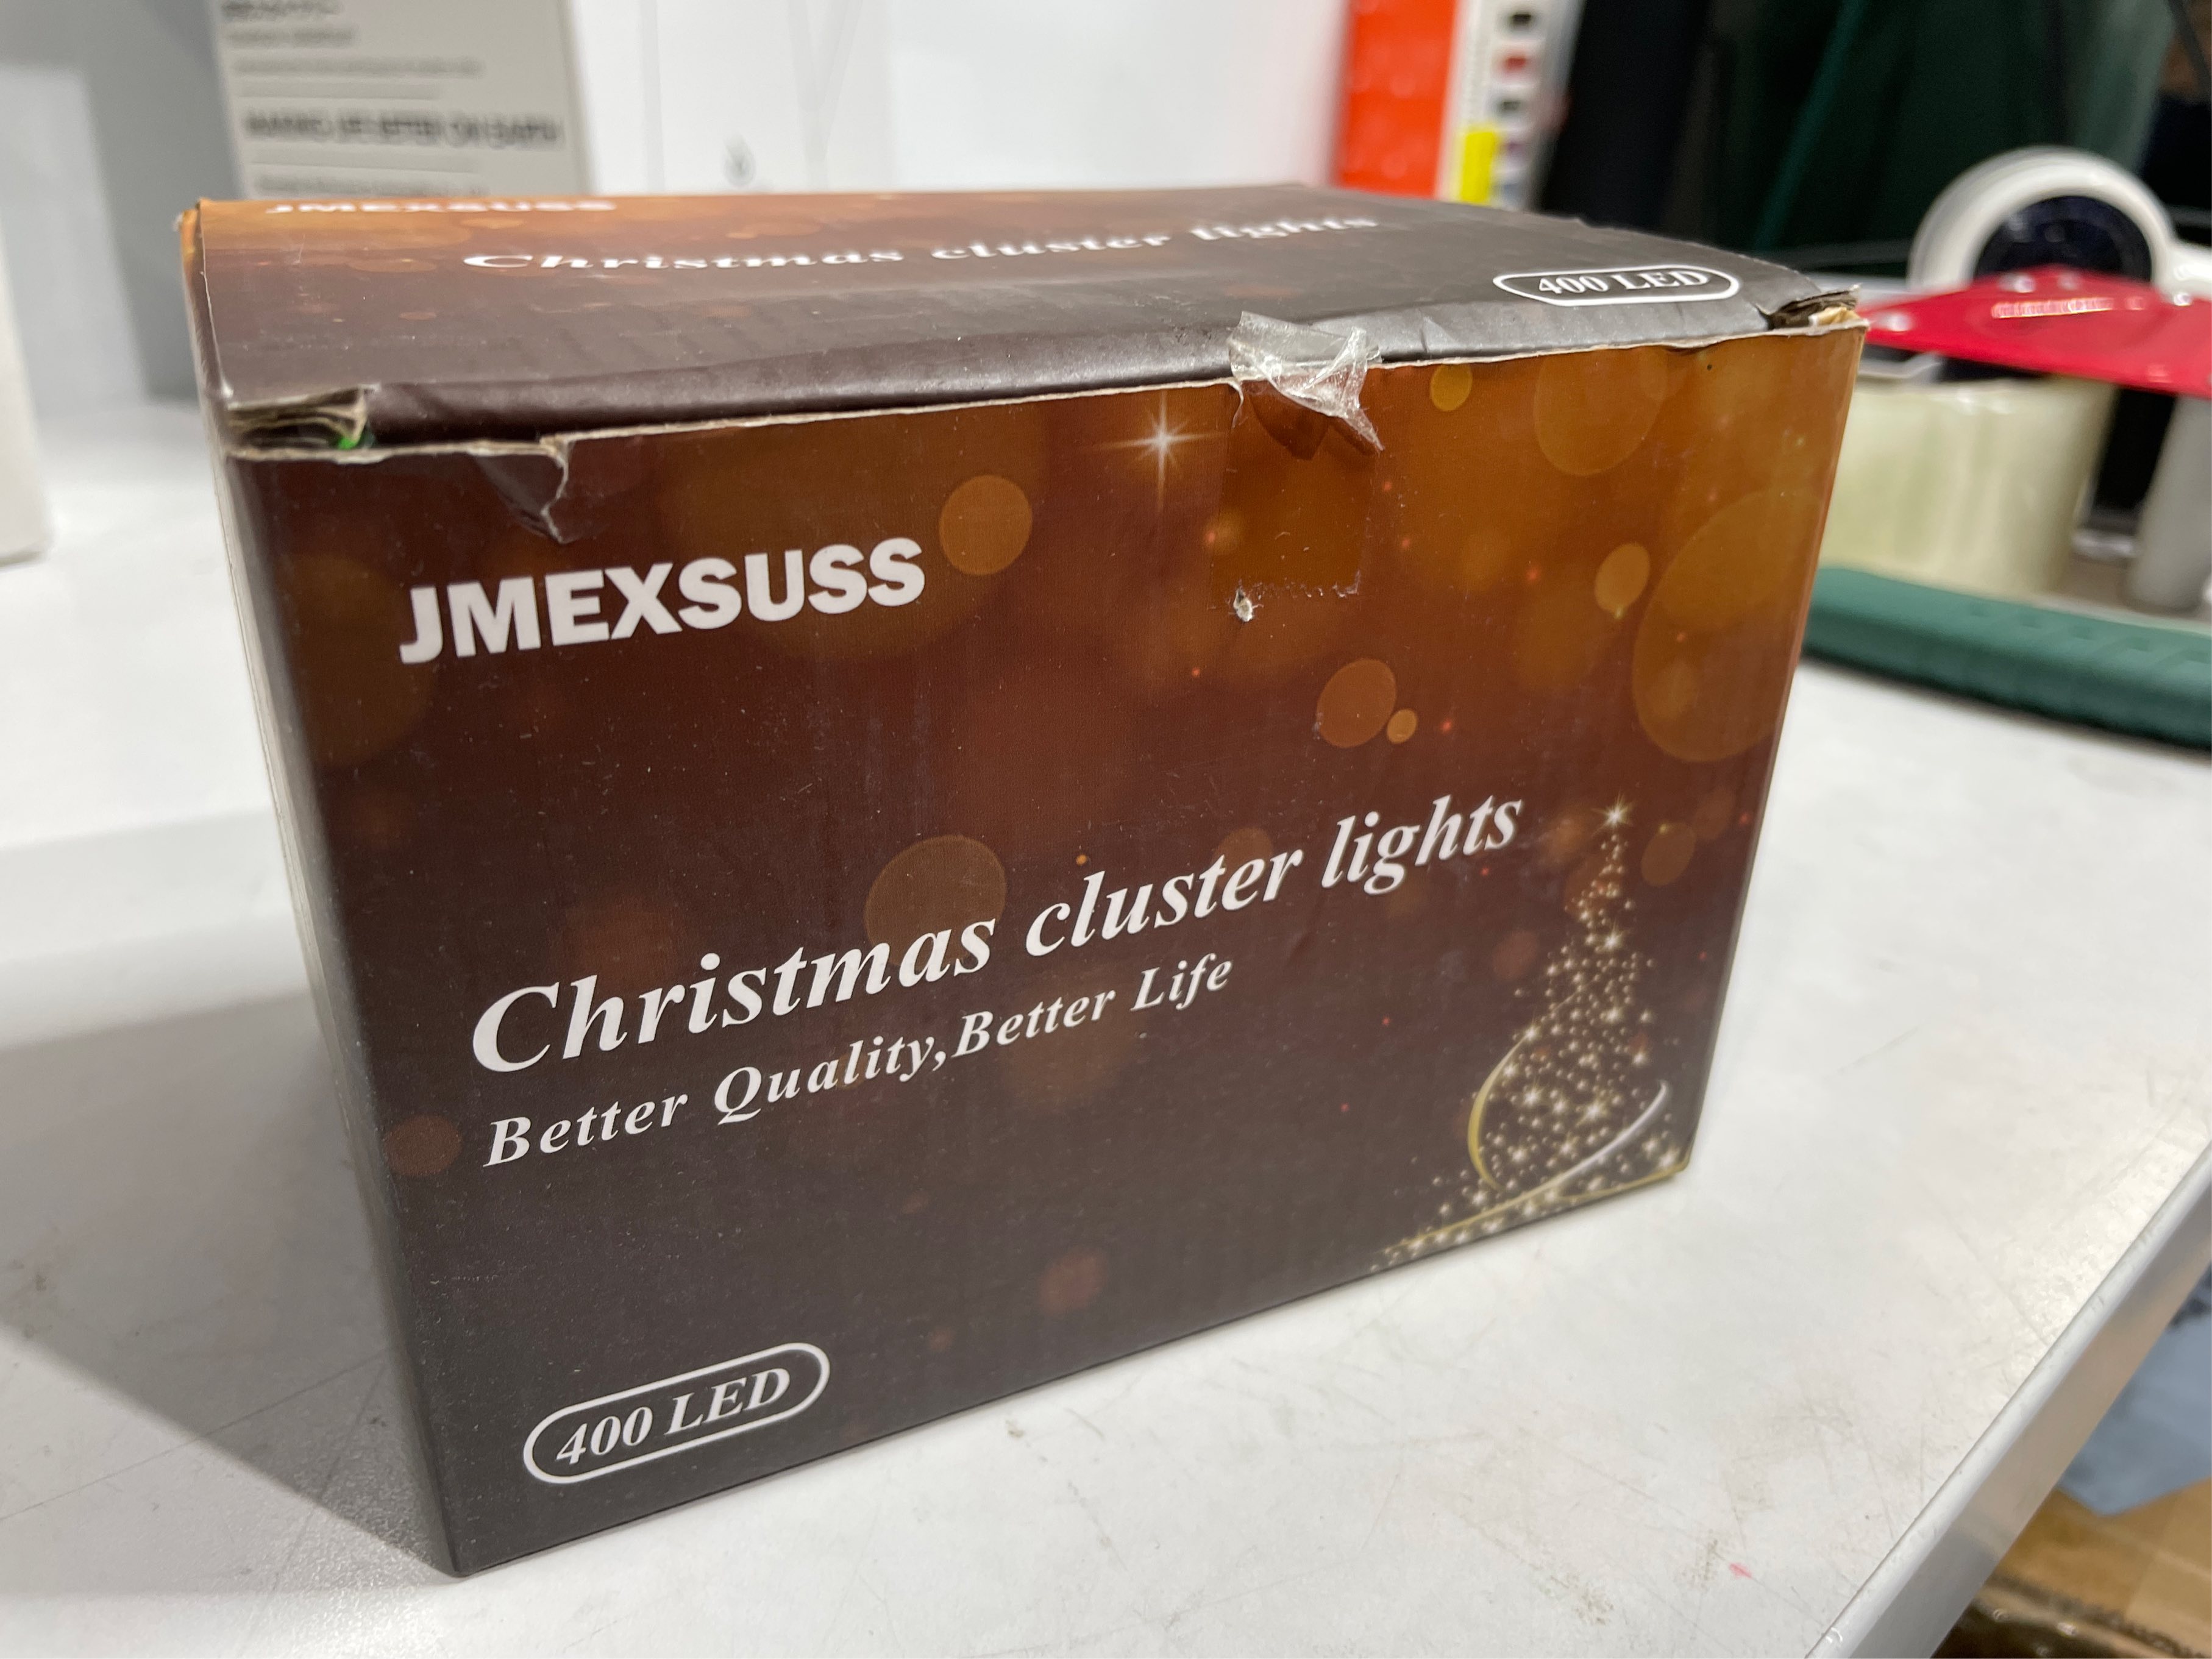 JMEXSUSS
Christmas cluster lights
400 LED
JMEXSUSS
Christmas cluster lights
Better Quality,Better Life
400 LED